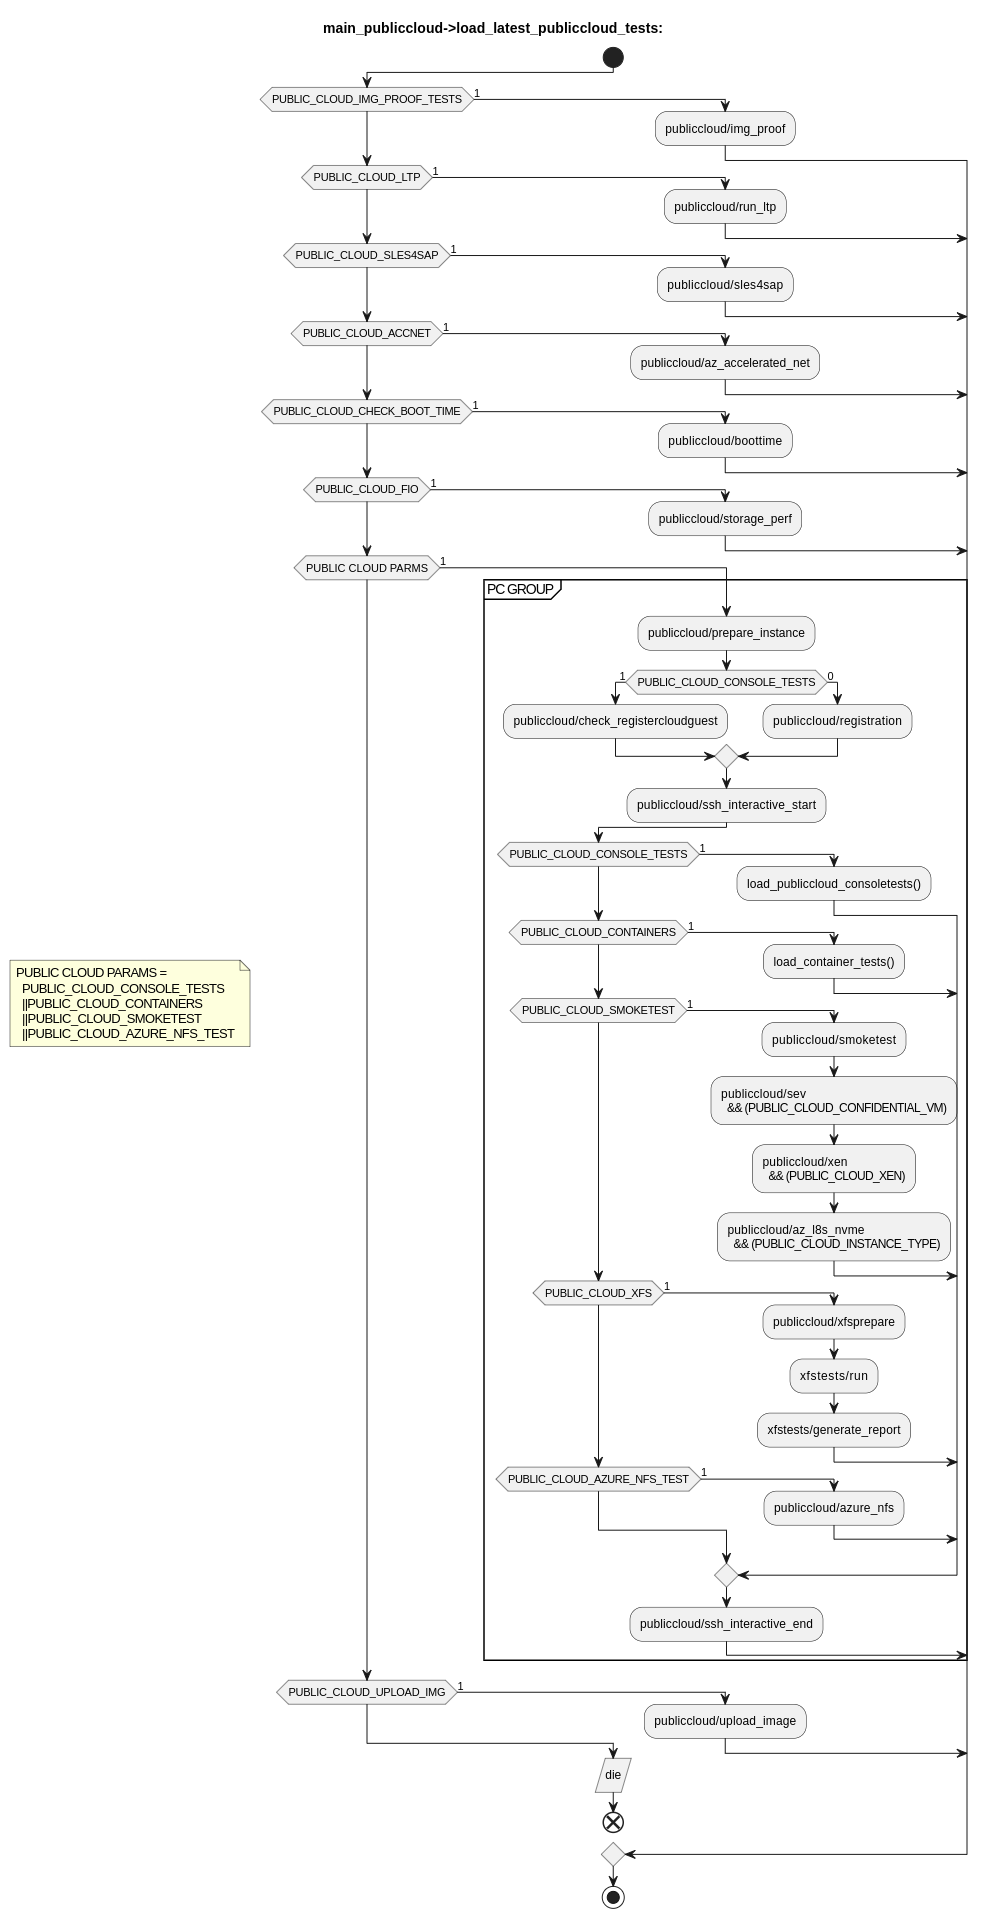 main_publiccloud->load_latest_publiccloud_tests:
PUBLIC_CLOUD_IMG_PROOF_TESTS
1
publiccloud/img_proof
PUBLIC_CLOUD_LTP
1
publiccloud/run_ltp
PUBLIC_CLOUD_SLES4SAP
1
publiccloud/sles4sap
PUBLIC_CLOUD_ACCNET
1
publiccloud/az_accelerated_net
PUBLIC_CLOUD_CHECK_BOOT_TIME
1
publiccloud/boottime
PUBLIC_CLOUD_FIO
1
publiccloud/storage_perf
PUBLIC CLOUD PARMS
1
PC GROUP
publiccloud/prepare_instance
1
PUBLIC_CLOUD_CONSOLE_TESTS
0
publiccloud/check_registercloudguest
publiccloud/registration
publiccloud/ssh_interactive_start
PUBLIC_CLOUD_CONSOLE_TESTS
1
load_publiccloud_consoletests()
PUBLIC_CLOUD_CONTAINERS
1
load_container_tests()
PUBLIC CLOUD PARAMS =
PUBLIC_CLOUD_CONSOLE_TESTS
||PUBLIC_CLOUD_CONTAINERS
||PUBLIC_CLOUD_SMOKETEST
||PUBLIC_CLOUD_AZURE_NFS_TEST
PUBLIC_CLOUD_SMOKETEST
1
publiccloud/smoketest
publiccloud/sev
&& (PUBLIC_CLOUD_CONFIDENTIAL_VM)
publiccloud/xen
&& (PUBLIC_CLOUD_XEN)
publiccloud/az_l8s_nvme
&& (PUBLIC_CLOUD_INSTANCE_TYPE)
PUBLIC_CLOUD_XFS
1
publiccloud/xfsprepare
xfstests/run
xfstests/generate_report
PUBLIC_CLOUD_AZURE_NFS_TEST
1
publiccloud/azure_nfs
publiccloud/ssh_interactive_end
PUBLIC_CLOUD_UPLOAD_IMG
1
publiccloud/upload_image
die